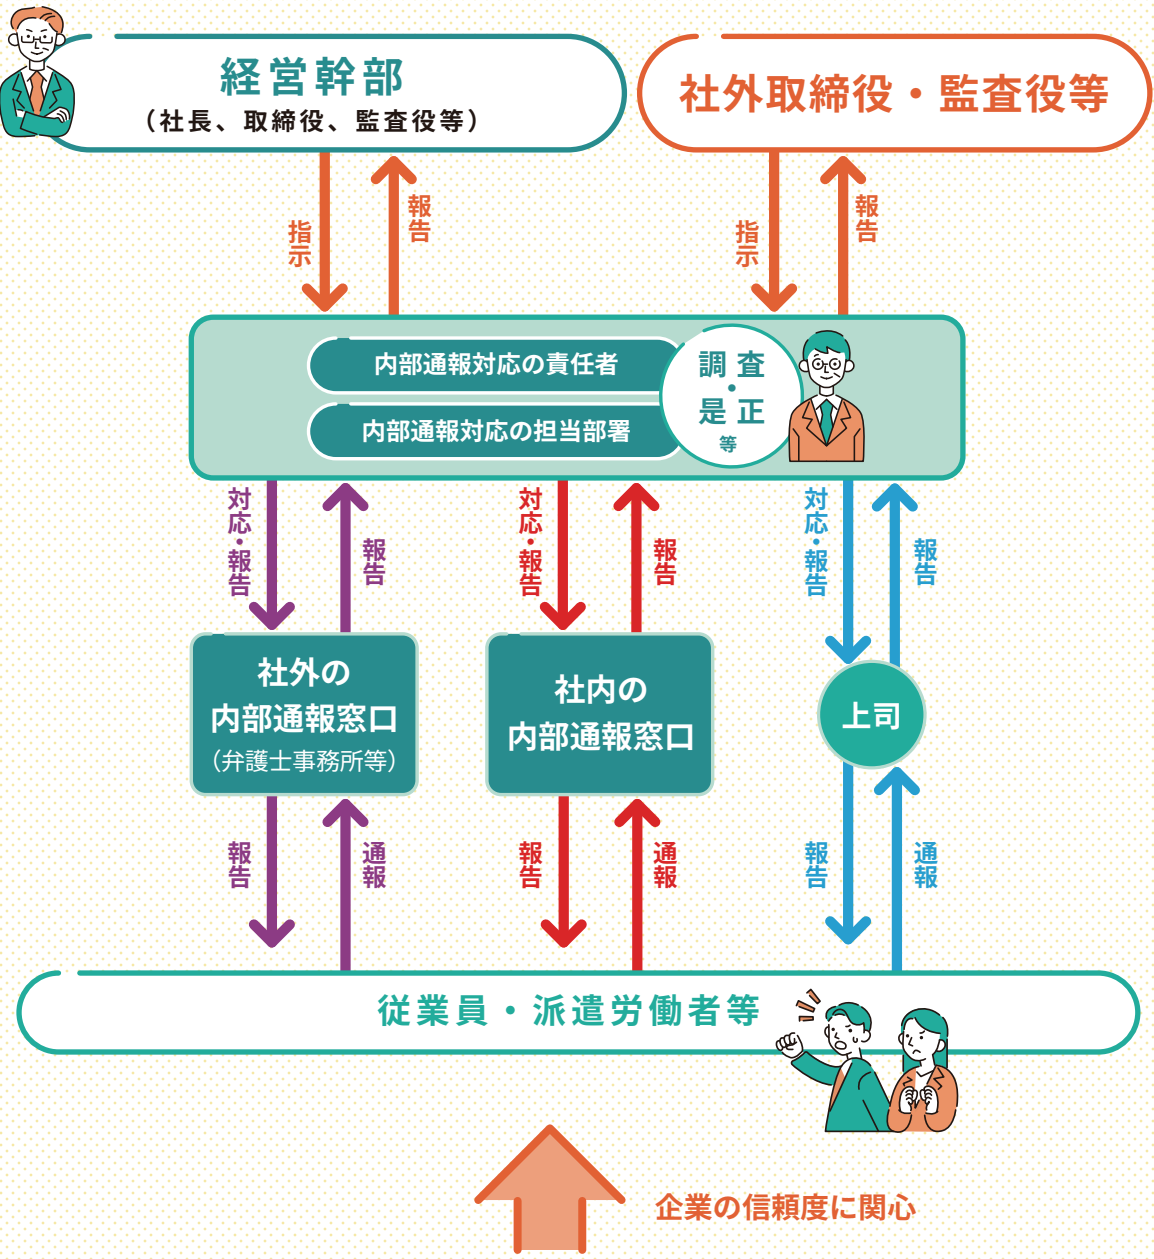 経営幹部
（社長、取締役、監査役等）
社外取締役・監査役等
指示
報告
指示
報告
内部通報対応の責任者
内部通報対応の担当部署
調査
・
是正
等
対応・報告
報告
対応・報告
報告
対応・報告
報告
社外の
内部通報窓口
（弁護士事務所等）
社内の
内部通報窓口
上司
報告
通報
報告
通報
報告
通報
従業員・派遣労働者等
企業の信頼度に関心